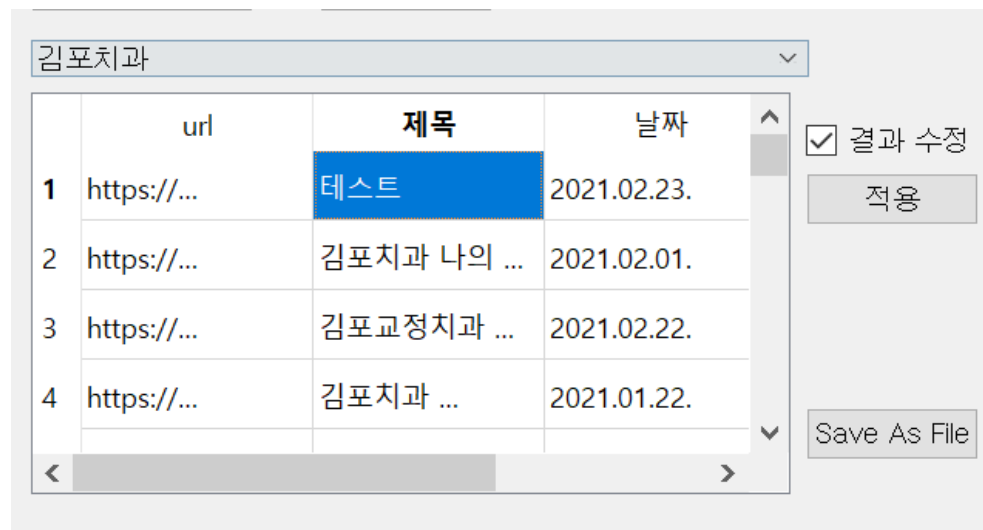 김포치과
url 제목 날짜
결과 수정
1 https://... 테스트 2021.02.23.
적용
2 https://... 김포치과 나의 ... 2021.02.01.
3 https://... 김포교정치과 ... 2021.02.22.
4 https://... 김포치과 ... 2021.01.22.
Save As File